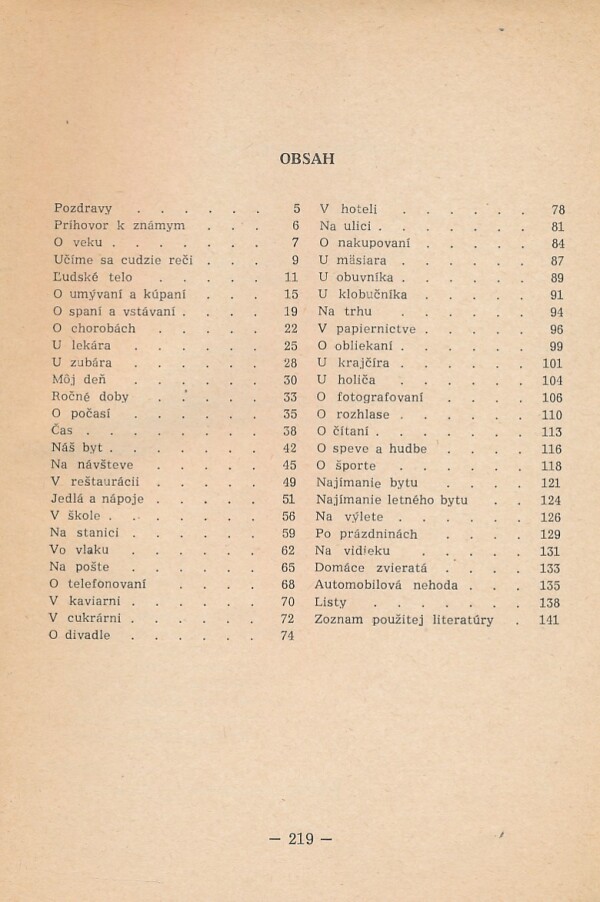 OBSAH
Pozdravy . . . . . . 5
Príhovor k známym . . . 6
O veku . . . . . . . 7
Učíme sa cudzie reči . . . 9
Ľudské telo . . . . . 11
O umývaní a kúpaní . . . 15
O spaní a vstávaní . . . . 19
O chorobách . . . . . 22
U lekára . . . . . . 25
U zubára . . . . . . 28
Môj deň . . . . . . 30
Ročné doby . . . . . 33
O počasí . . . . . . 35
Čas . . . . . . . . 38
Náš byt . . . . . . . 42
Na návšteve . . . . . 45
V reštaurácii . . . . . 49
Jedlá a nápoje . . . . . 51
V škole . . . . . . . 56
Na stanici . . . . . . 59
Vo vlaku . . . . . . 62
Na pošte . . . . . . 65
O telefonovaní . . . . 68
V kaviarni . . . . . . 70
V cukrárni . . . . . . 72
O divadle . . . . . . 74
V hoteli . . . . . . 78
Na ulici . . . . . . . 81
O nakupovaní . . . . . 84
U mäsiara . . . . . . 87
U obuvníka . . . . . . 89
U klobučníka . . . . . 91
Na trhu . . . . . . 94
V papiernictve . . . . . 96
O obliekaní . . . . . . 99
U krajčíra . . . . . . 101
U holiča . . . . . . 104
O fotografovaní . . . . 106
O rozhlase . . . . . . 110
O čítaní . . . . . . . 113
O speve a hudbe . . . . 116
O športe . . . . . . 118
Najímanie bytu . . . . 121
Najímanie letného bytu . . 124
Na výlete . . . . . . 126
Po prázdninách . . . . 129
Na vidieku . . . . . 131
Domáce zvieratá . . . . 133
Automobilová nehoda . . . 135
Listy . . . . . . . 138
Zoznam použitej literatúry . 141
— 219 —